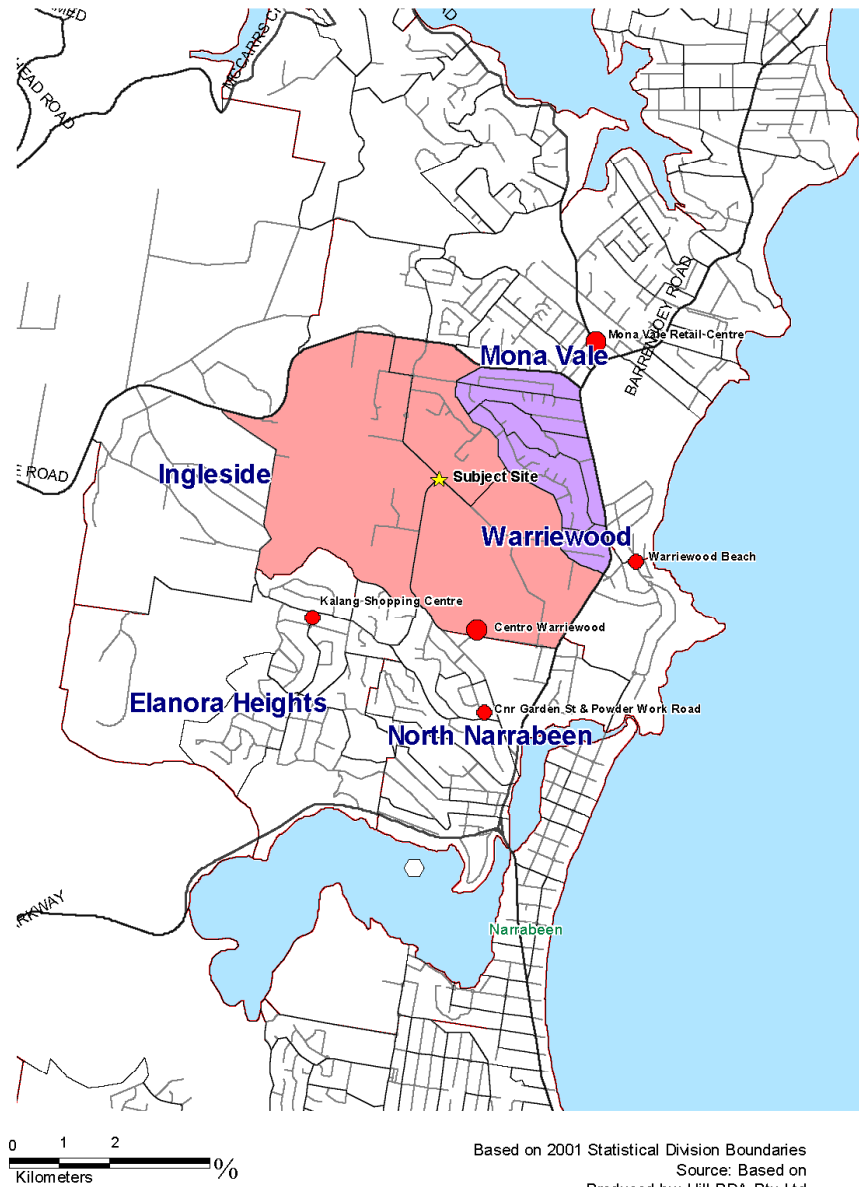 HEAD ROAD
MCCARRS C
Mona Vale Retail Centre
BARRENJOEY ROAD
Mona Vale
Ingleside
E ROAD
Subject Site
Warriewood
Warriewood Beach
Kalang Shopping Centre
Centro Warriewood
Elanora Heights
Cnr Garden St & Powder Work Road
North Narrabeen
RKWAY
Narrabeen
0 1 2
%
Kilometers
Based on 2001 Statistical Division Boundaries
Source: Based on